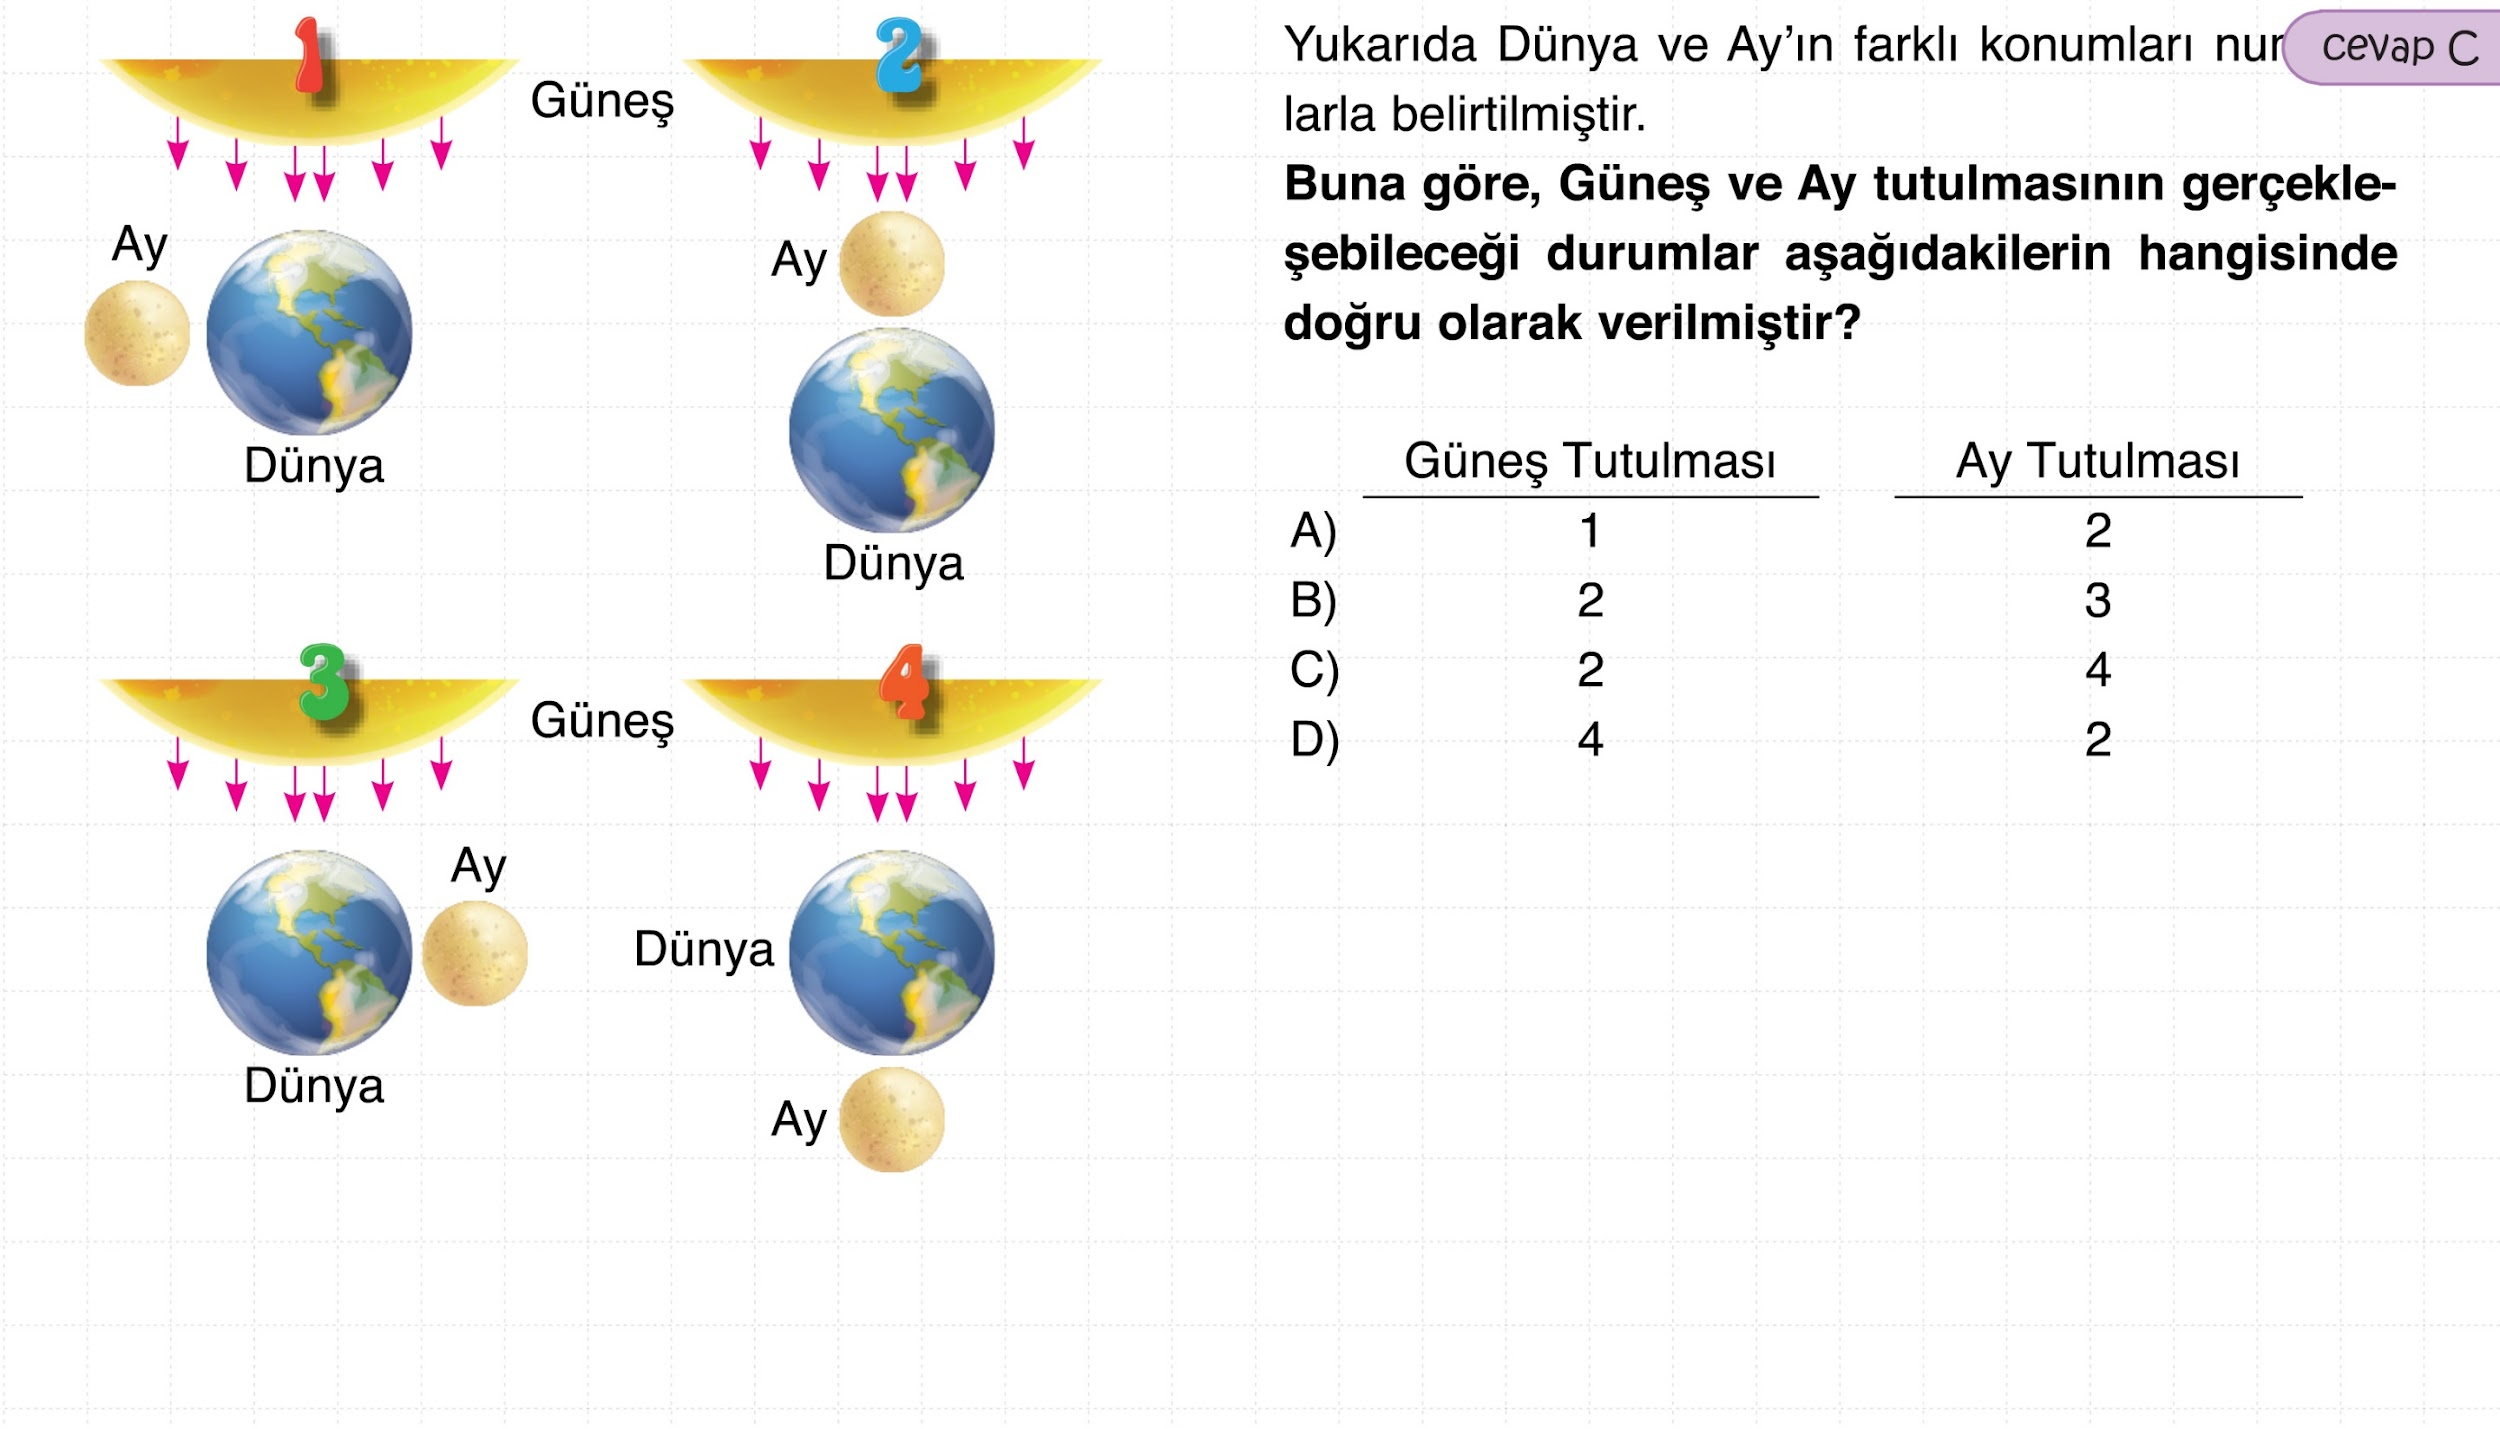 1
2
Güneş
Ay
Ay
Dünya
Dünya
3
4
Güneş
Ay
Dünya
Dünya
Ay
Yukarıda Dünya ve Ay’ın farklı konumları
cevap C
larla belirtilmiştir.
Buna göre, Güneş ve Ay tutulmasının gerçekle-
şebileceği durumlar aşağıdakilerin hangisinde
doğru olarak verilmiştir?
Güneş Tutulması Ay Tutulması
A) 1 2
B) 2 3
C) 2 4
D) 4 2